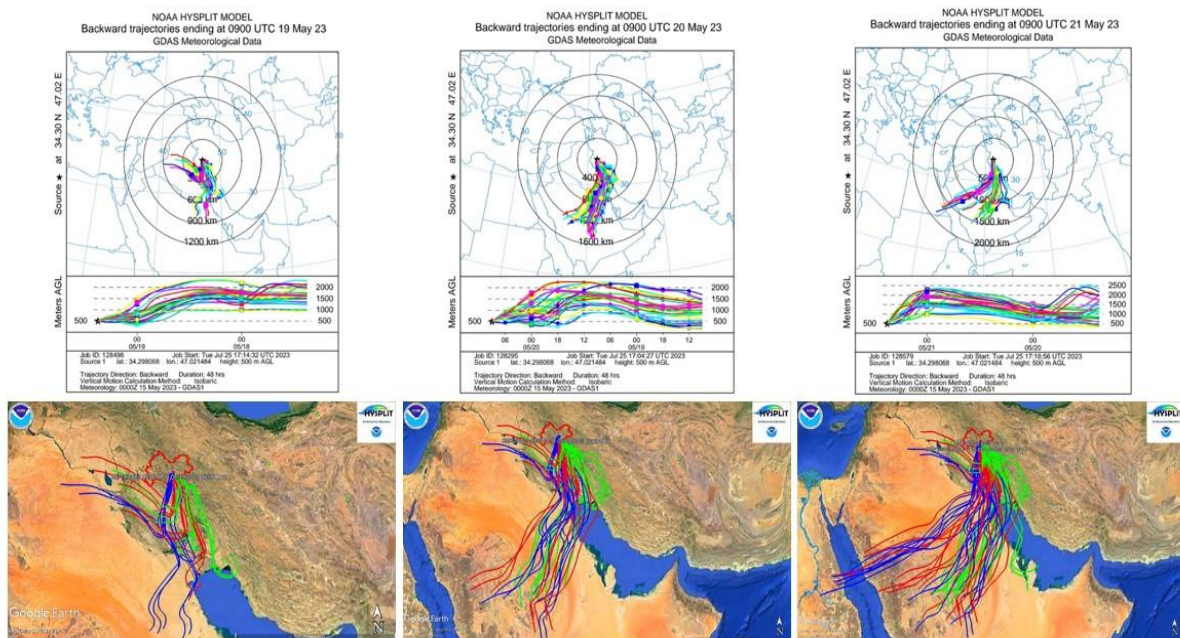 NOAA HYSPLIT MODEL
Backward trajectories ending at 0900 UTC 19 May 23
GDAS Meteorological Data
Source ★ at 34.30 N 47.02 E
600
900 km
1200 km
Meters AGL
500
2000
1500
1000
500
00
05/19
00
05/18
Job ID: 128496 Job Start: Tue Jul 25 17:14:32 UTC 2023
Source 1 lat.: 34.298068 lon.: 47.021484 height: 500 m AGL
Trajectory Direction: Backward Duration: 48 hrs
Vertical Motion Calculation Method: Isobaric
Meteorology: 0000Z 15 May 2023 - GDAS1
NOAA HYSPLIT MODEL
Backward trajectories ending at 0900 UTC 20 May 23
GDAS Meteorological Data
Source ★ at 34.30 N 47.02 E
400
1600 km
Meters AGL
500
2000
1500
1000
500
06 00 18 12 06 00 18 12
05/20 05/19
Job ID: 128295 Job Start: Tue Jul 25 17:04:27 UTC 2023
Source 1 lat.: 34.298068 lon.: 47.021484 height: 500 m AGL
Trajectory Direction: Backward Duration: 48 hrs
Vertical Motion Calculation Method: Isobaric
Meteorology: 0000Z 15 May 2023 - GDAS1
NOAA HYSPLIT MODEL
Backward trajectories ending at 0900 UTC 21 May 23
GDAS Meteorological Data
Source ★ at 34.30 N 47.02 E
1500 km
2000 km
Meters AGL
500
2500
2000
1500
1000
500
00
05/21
00
05/20
Job ID: 128579 Job Start: Tue Jul 25 17:18:56 UTC 2023
Source 1 lat.: 34.298068 lon.: 47.021484 height: 500 m AGL
Trajectory Direction: Backward Duration: 48 hrs
Vertical Motion Calculation Method: Isobaric
Meteorology: 0000Z 15 May 2023 - GDAS1
HYSPLIT
Google Earth
N
HYSPLIT
Google Earth
N
HYSPLIT
Google Earth
N